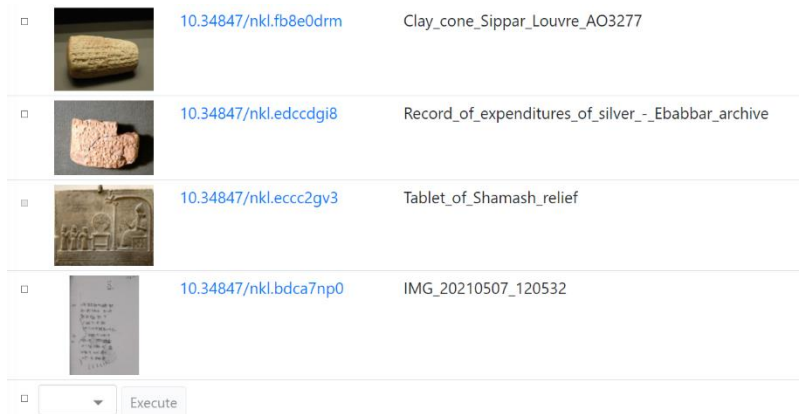 10.34847/nkl.fb8e0drm Clay_cone_Sippar_Louvre_AO3277
10.34847/nkl.edccdgi8 Record_of_expenditures_of_silver_-_Ebabbar_archive
10.34847/nkl.eccc2gv3 Tablet_of_Shamash_relief
10.34847/nkl.bdca7np0 IMG_20210507_120532
Execute